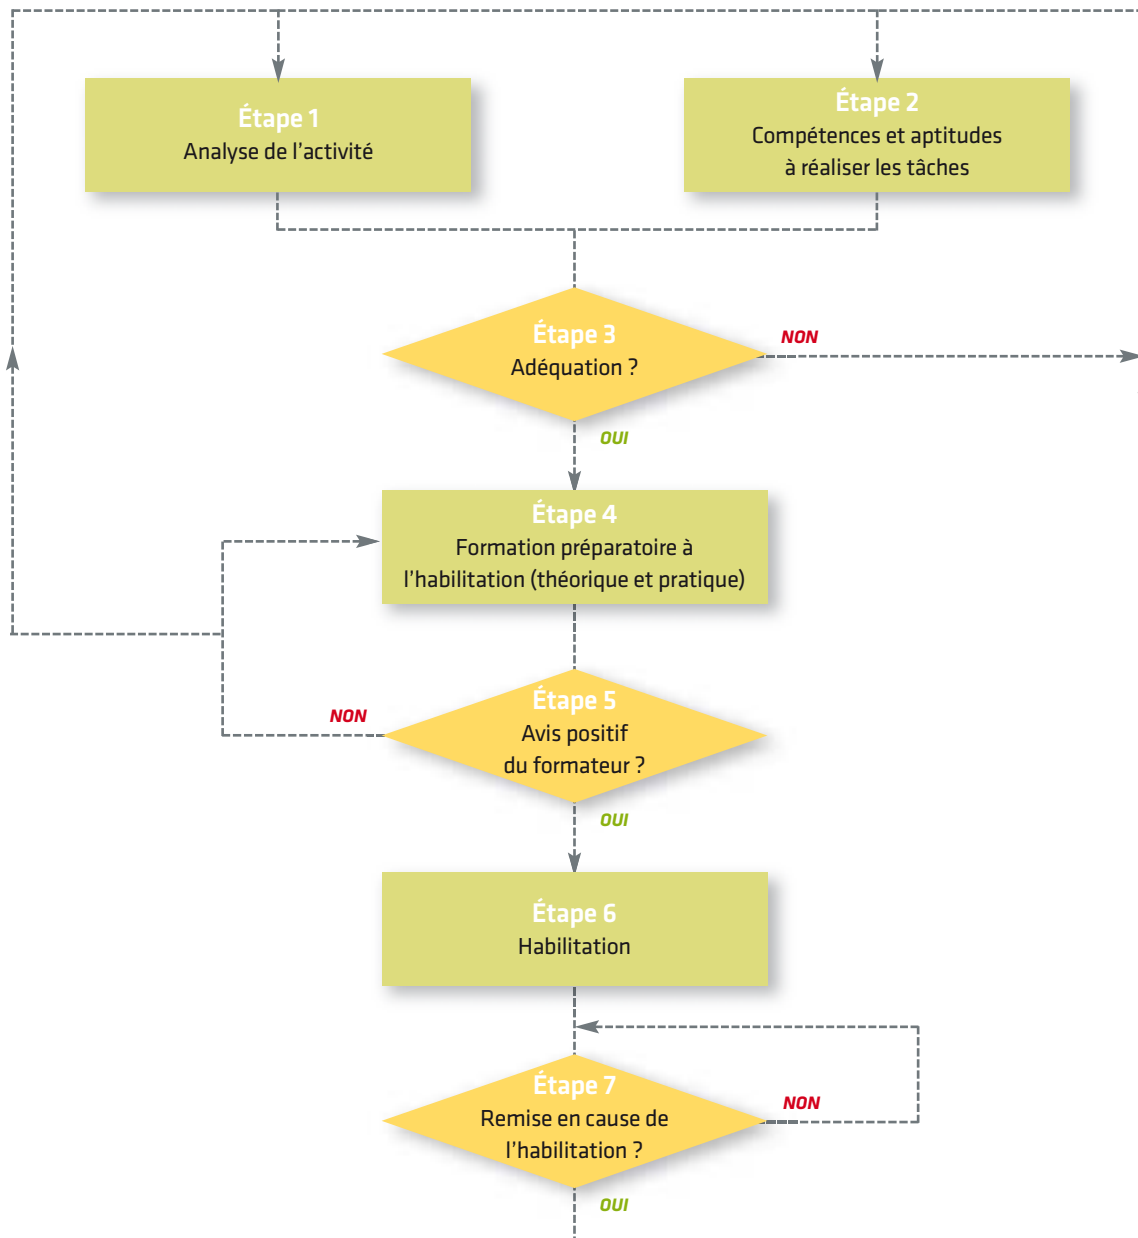 Étape 1
Analyse de l’activité
Étape 2
Compétences et aptitudes
à réaliser les tâches
Étape 3
Adéquation ?
NON
OUI
Étape 4
Formation préparatoire à
l’habilitation (théorique et pratique)
Étape 5
Avis positif
du formateur ?
NON
OUI
Étape 6
Habilitation
Étape 7
Remise en cause de
l’habilitation ?
NON
OUI